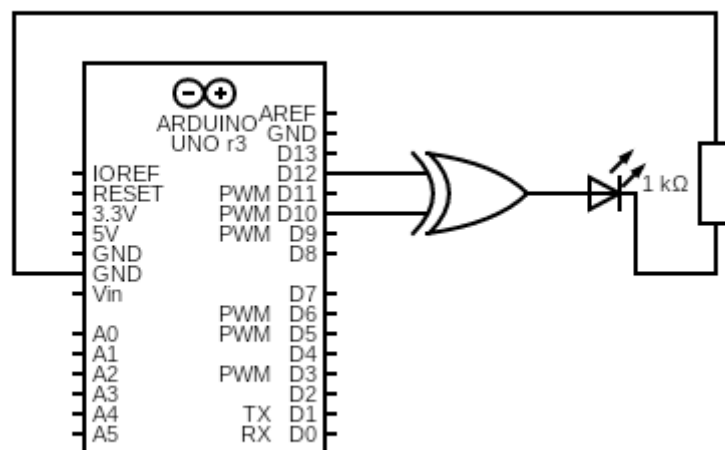 ARDUINO
UNO r3
AREF
GND
D13
IOREF D12
RESET PWM D11
3.3V PWM D10
5V PWM D9
GND D8
GND
Vin D7
PWM D6
A0 PWM D5
A1 D4
A2 PWM D3
A3 D2
A4 TX D1
A5 RX D0
1 kΩ